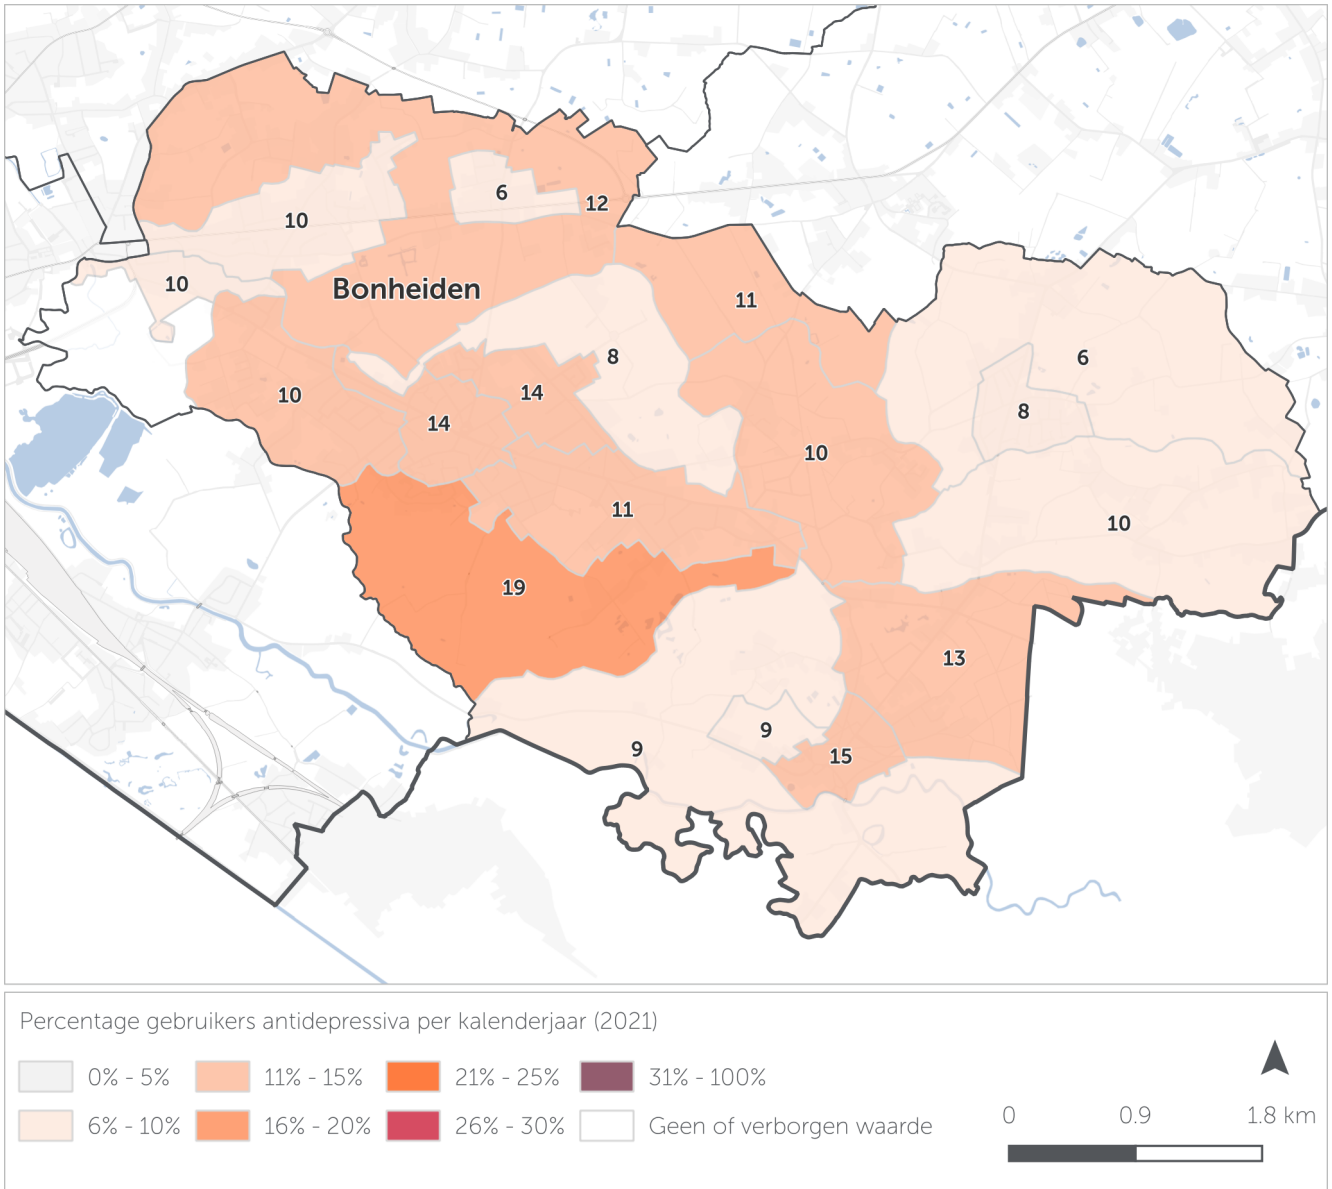 6
12
10
10
Bonheiden
11
8
6
14
10
8
14
10
11
10
19
13
9
9
15
Percentage gebruikers antidepressiva per kalenderjaar (2021)
0% - 5%
11% - 15%
21% - 25%
31% - 100%
6% - 10%
16% - 20%
26% - 30%
Geen of verborgen waarde
0 0.9 1.8 km